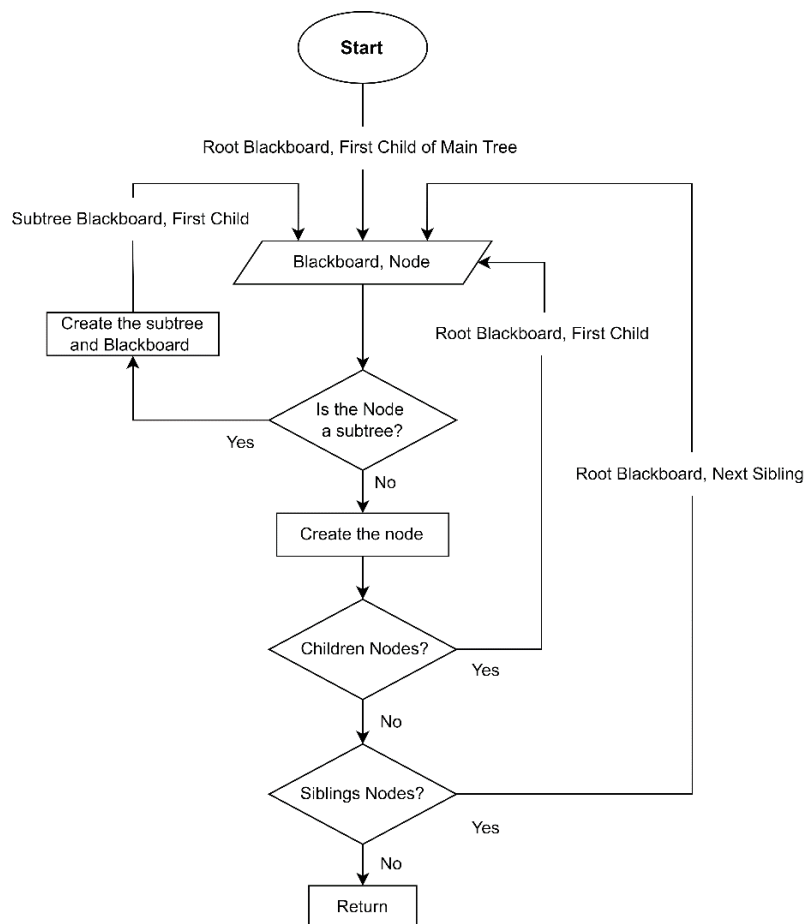 Start
Root Blackboard, First Child of Main Tree
Subtree Blackboard, First Child
Blackboard, Node
Create the subtree
and Blackboard
Root Blackboard, First Child
Is the Node
a subtree?
Yes
No
Root Blackboard, Next Sibling
Create the node
Children Nodes?
Yes
No
Siblings Nodes?
Yes
No
Return